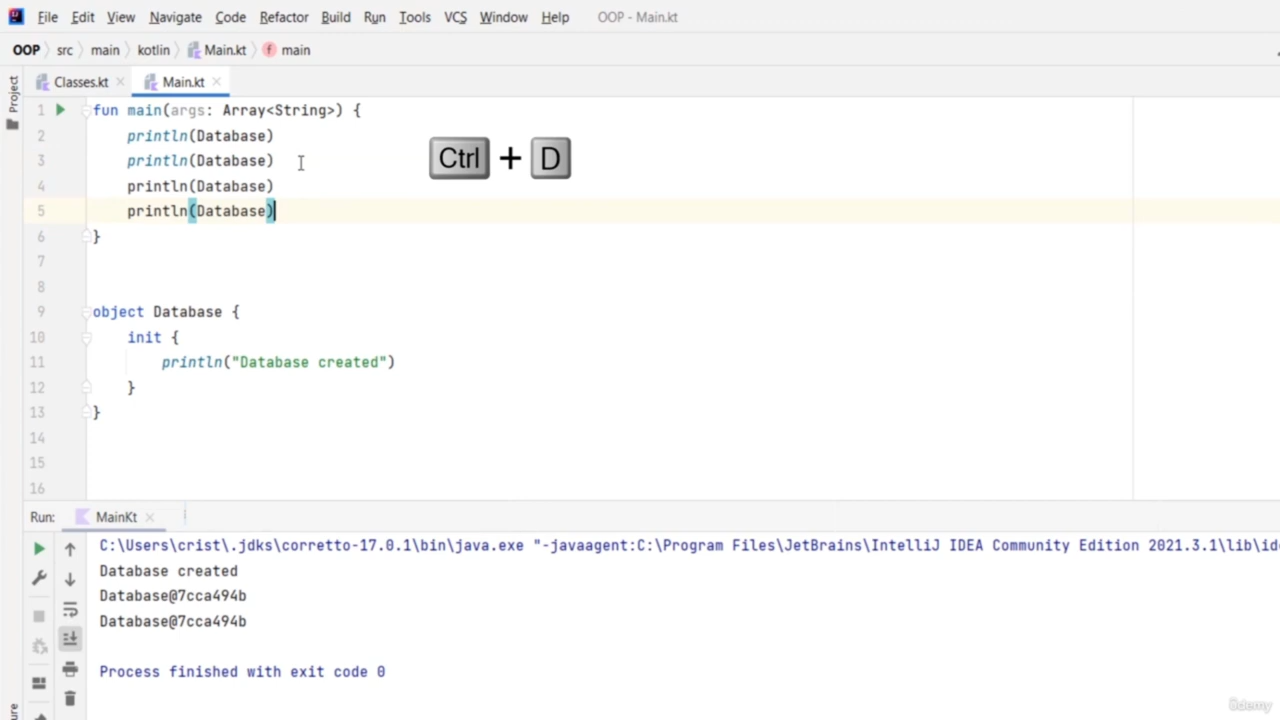 File Edit View Navigate Code Refactor Build Run Tools VCS Window Help OOP - Main.kt
OOP src main kotlin Main.kt main
Project
Classes.kt Main.kt
1 fun main(args: Array<String>) {
2 println(Database)
3 println(Database)
4 println(Database)
5 println(Database)
6 }
7
8
9 object Database {
10 init {
11 println("Database created")
12 }
13 }
14
15
16
Ctrl + D
Run: MainKt
C:\Users\crist\.jdks\corretto-17.0.1\bin\java.exe "-javaagent:C:\Program Files\JetBrains\IntelliJ IDEA Community Edition 2021.3.1\lib\id
Database created
Database@7cca494b
Database@7cca494b
Process finished with exit code 0
ûdemy